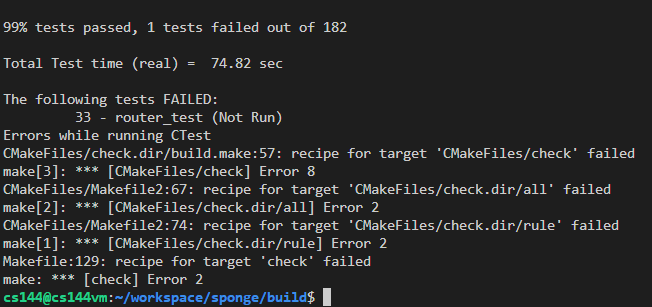 99% tests passed, 1 tests failed out of 182
Total Test time (real) =  74.82 sec
The following tests FAILED:
         33 - router_test (Not Run)
Errors while running CTest
CMakeFiles/check.dir/build.make:57: recipe for target 'CMakeFiles/check' failed
make[3]: *** [CMakeFiles/check] Error 8
CMakeFiles/Makefile2:67: recipe for target 'CMakeFiles/check.dir/all' failed
make[2]: *** [CMakeFiles/check.dir/all] Error 2
CMakeFiles/Makefile2:74: recipe for target 'CMakeFiles/check.dir/rule' failed
make[1]: *** [CMakeFiles/check.dir/rule] Error 2
Makefile:129: recipe for target 'check' failed
make: *** [check] Error 2
cs144@cs144vm:~/workspace/sponge/build$